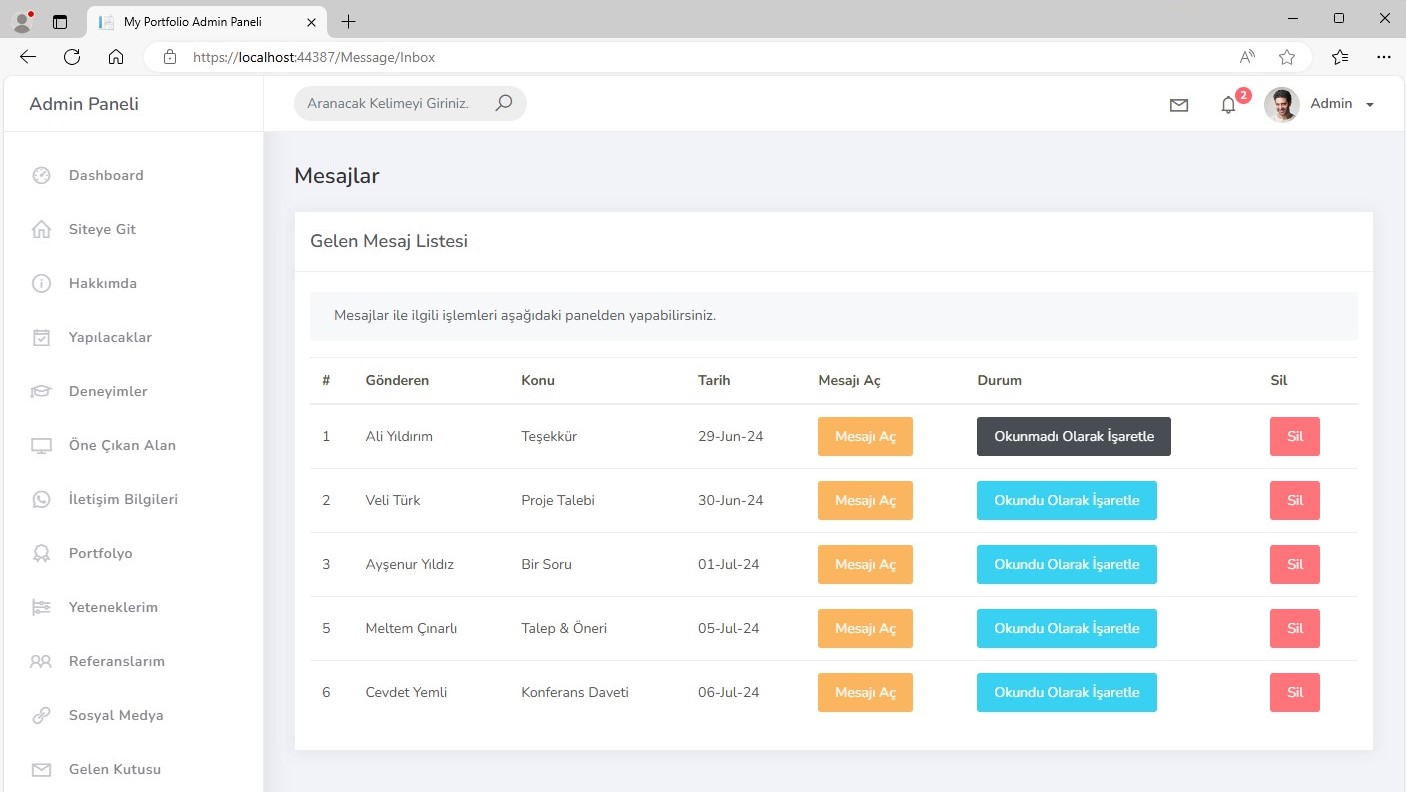 My Portfolio Admin Paneli
https://localhost:44387/Message/Inbox
Admin Paneli
Aranacak Kelimeyi Giriniz.
2
Admin
Dashboard
Siteye Git
Hakkımda
Yapılacaklar
Deneyimler
Öne Çıkan Alan
İletişim Bilgileri
Portfolyo
Yeteneklerim
Referanslarım
Sosyal Medya
Gelen Kutusu
Mesajlar
Gelen Mesaj Listesi
Mesajlar ile ilgili işlemleri aşağıdaki panelden yapabilirsiniz.
# Gönderen Konu Tarih Mesajı Aç Durum Sil
1 Ali Yıldırım Teşekkür 29-Jun-24 Mesajı Aç Okunmadı Olarak İşaretle Sil
2 Veli Türk Proje Talebi 30-Jun-24 Mesajı Aç Okundu Olarak İşaretle Sil
3 Ayşenur Yıldız Bir Soru 01-Jul-24 Mesajı Aç Okundu Olarak İşaretle Sil
5 Meltem Çınarlı Talep & Öneri 05-Jul-24 Mesajı Aç Okundu Olarak İşaretle Sil
6 Cevdet Yemli Konferans Daveti 06-Jul-24 Mesajı Aç Okundu Olarak İşaretle Sil